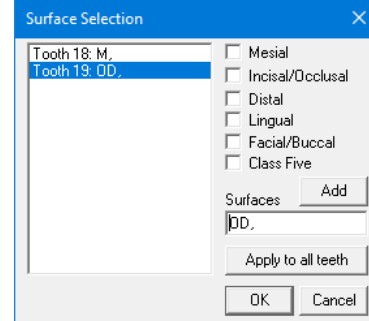 Surface Selection
Tooth 18: M,
Tooth 19: OD,
Mesial
Incisal/Occlusal
Distal
Lingual
Facial/Buccal
Class Five
Surfaces
Add
OD,
Apply to all teeth
OK
Cancel